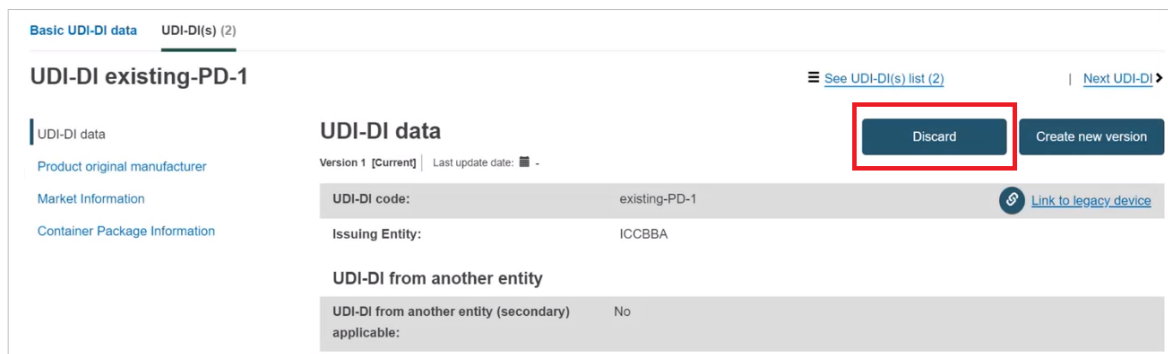 Basic UDI-DI data UDI-DI(s) (2)
UDI-DI existing-PD-1
See UDI-DI(s) list (2) | Next UDI-DI
UDI-DI data
Product original manufacturer
Market Information
Container Package Information
UDI-DI data
Discard
Create new version
Version 1 [Current] Last update date: -
UDI-DI code: existing-PD-1 Link to legacy device
Issuing Entity: ICCBBA
UDI-DI from another entity
UDI-DI from another entity (secondary) No
applicable: